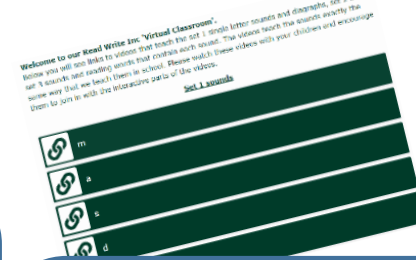 Welcome to our Read Write Inc 'Virtual Classroom'.
Below you will see links to videos that teach the set 1 single letter sounds and diagraphs, set
set 3 sounds and reading words that contain each sound. The videos teach the sounds exactly the
same way that we teach them in school. Please watch these videos with your children and encourage
them to join in with the interactive parts of the videos.
Set 1 sounds
m
a
s
d